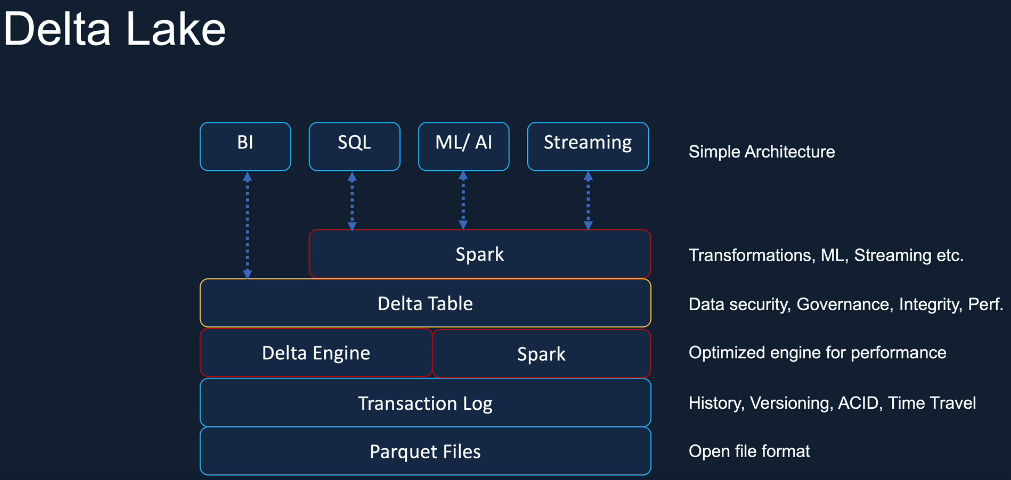 Delta Lake
BI
SQL
ML/ AI
Streaming
Simple Architecture
Spark
Transformations, ML, Streaming etc.
Delta Table
Data security, Governance, Integrity, Perf.
Delta Engine
Spark
Optimized engine for performance
Transaction Log
History, Versioning, ACID, Time Travel
Parquet Files
Open file format